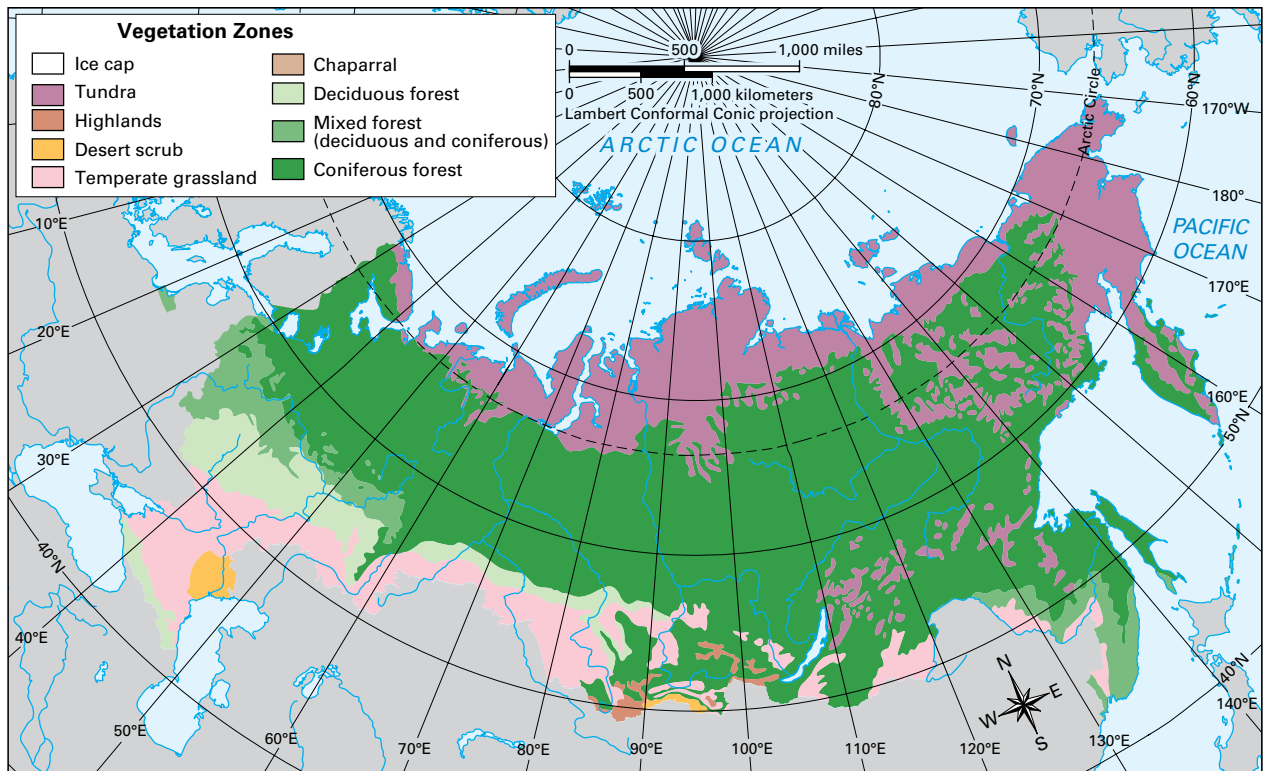 Vegetation Zones
Ice cap
Tundra
Highlands
Desert scrub
Temperate grassland
Chaparral
Deciduous forest
Mixed forest
(deciduous and coniferous)
Coniferous forest
0 500 1,000 miles
0 500 1,000 kilometers
Lambert Conformal Conic projection
ARCTIC OCEAN
80°N
70°N
Arctic Circle
60°N
170°W
180°
PACIFIC
OCEAN
170°E
160°E
50°N
10°E
20°E
30°E
40°N
40°E
50°E
60°E
70°E
80°E
90°E
100°E
110°E
120°E
130°E
140°E
40°N
N
E
W
S